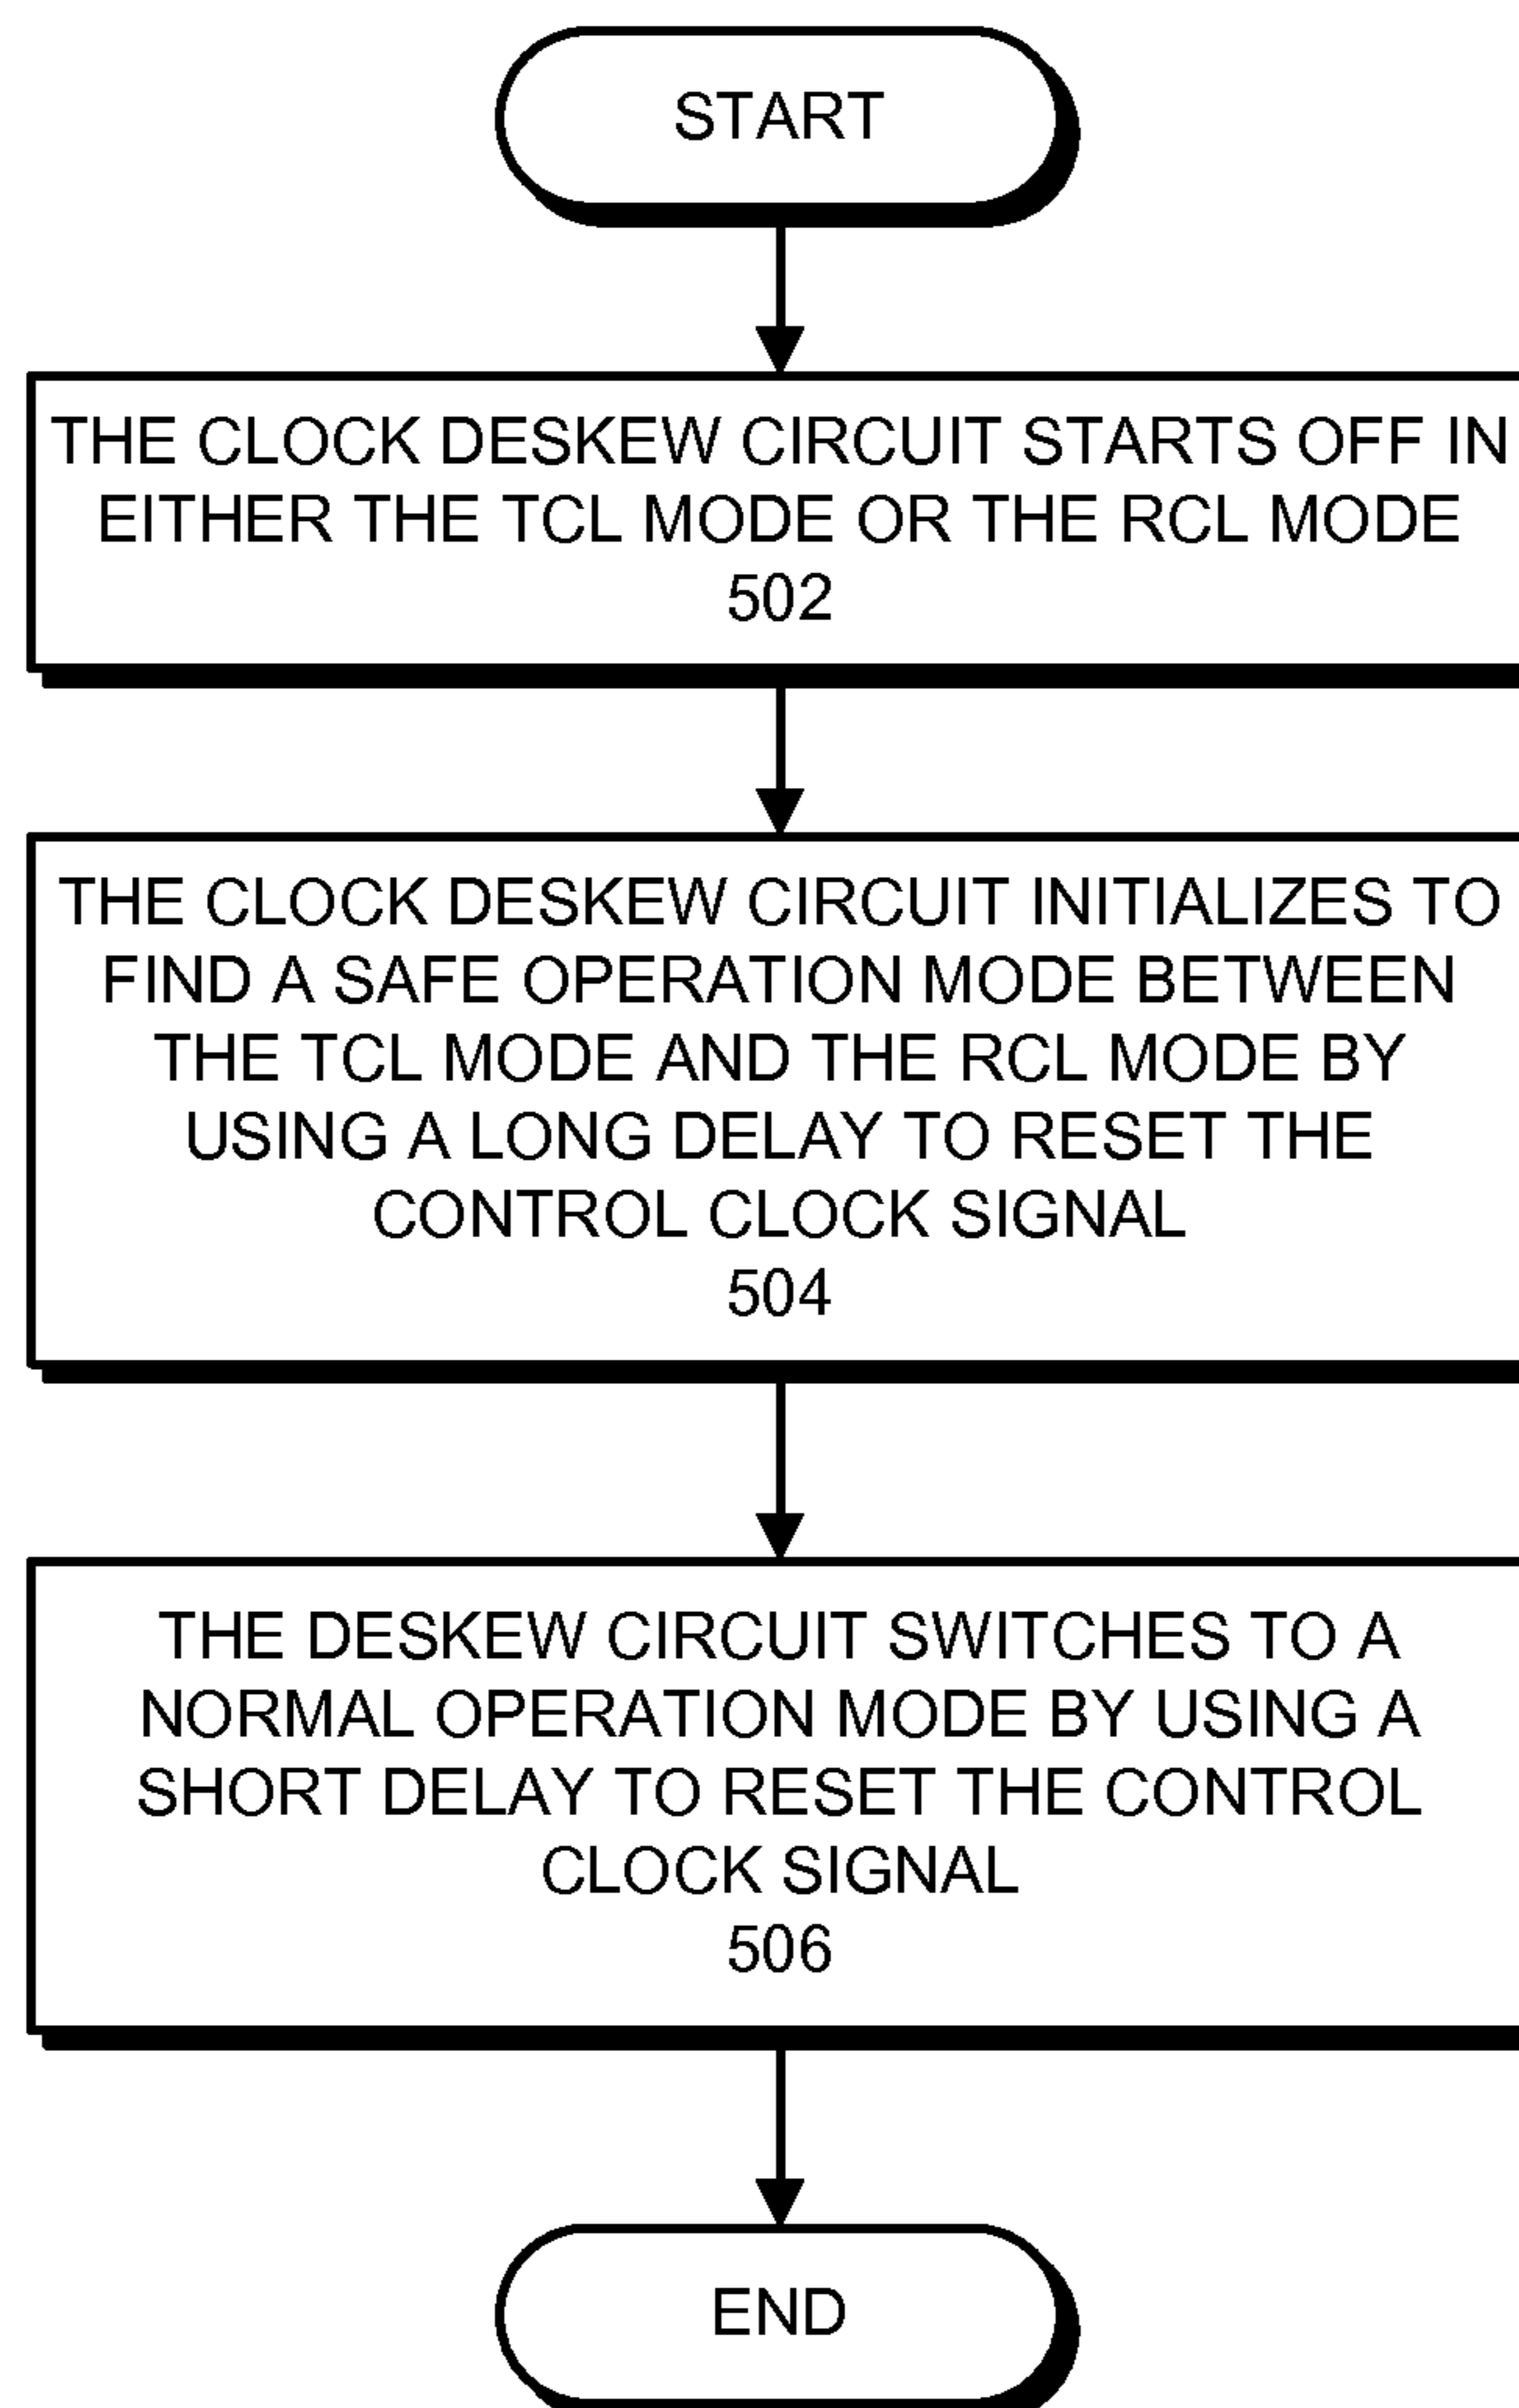 START
THE CLOCK DESKEW CIRCUIT STARTS OFF IN
EITHER THE TCL MODE OR THE RCL MODE
502
THE CLOCK DESKEW CIRCUIT INITIALIZES TO
FIND A SAFE OPERATION MODE BETWEEN
THE TCL MODE AND THE RCL MODE BY
USING A LONG DELAY TO RESET THE
CONTROL CLOCK SIGNAL
504
THE DESKEW CIRCUIT SWITCHES TO A
NORMAL OPERATION MODE BY USING A
SHORT DELAY TO RESET THE CONTROL
CLOCK SIGNAL
506
END